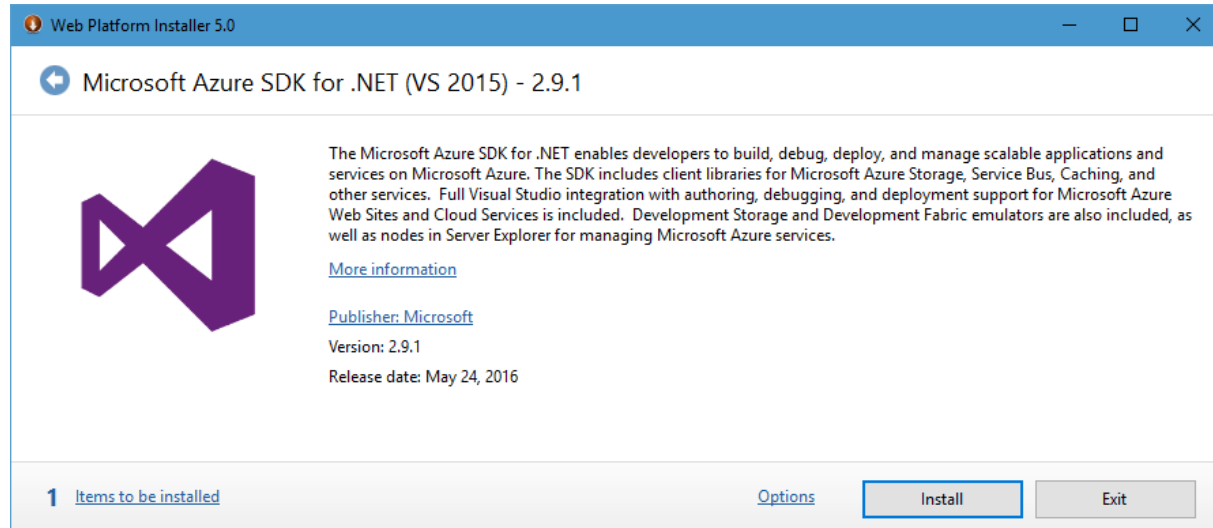 Web Platform Installer 5.0
Microsoft Azure SDK for .NET (VS 2015) - 2.9.1
The Microsoft Azure SDK for .NET enables developers to build, debug, deploy, and manage scalable applications and
services on Microsoft Azure. The SDK includes client libraries for Microsoft Azure Storage, Service Bus, Caching, and
other services.  Full Visual Studio integration with authoring, debugging, and deployment support for Microsoft Azure
Web Sites and Cloud Services is included.  Development Storage and Development Fabric emulators are also included, as
well as nodes in Server Explorer for managing Microsoft Azure services.
More information
Publisher: Microsoft
Version: 2.9.1
Release date: May 24, 2016
1 Items to be installed Options Install Exit